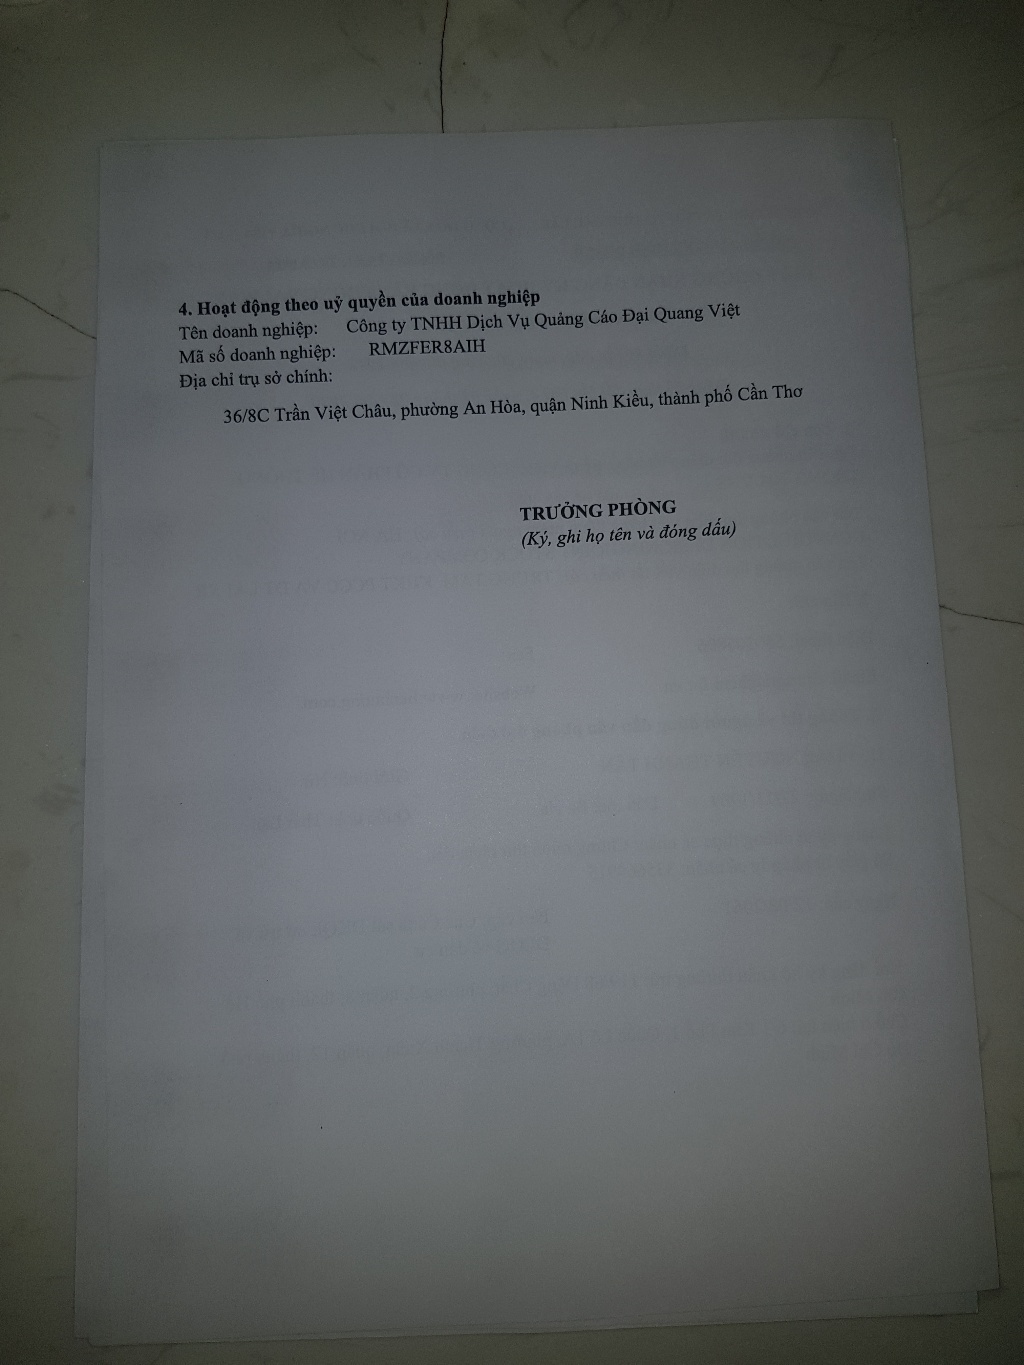 4. Hoạt động theo uỷ quyền của doanh nghiệp
Tên doanh nghiệp: Công ty TNHH Dịch Vụ Quảng Cáo Đại Quang Việt
Mã số doanh nghiệp: RMZFER8AIH
Địa chỉ trụ sở chính:
36/8C Trần Việt Châu, phường An Hòa, quận Ninh Kiều, thành phố Cần Thơ
TRƯỞNG PHÒNG
(Ký, ghi họ tên và đóng dấu)